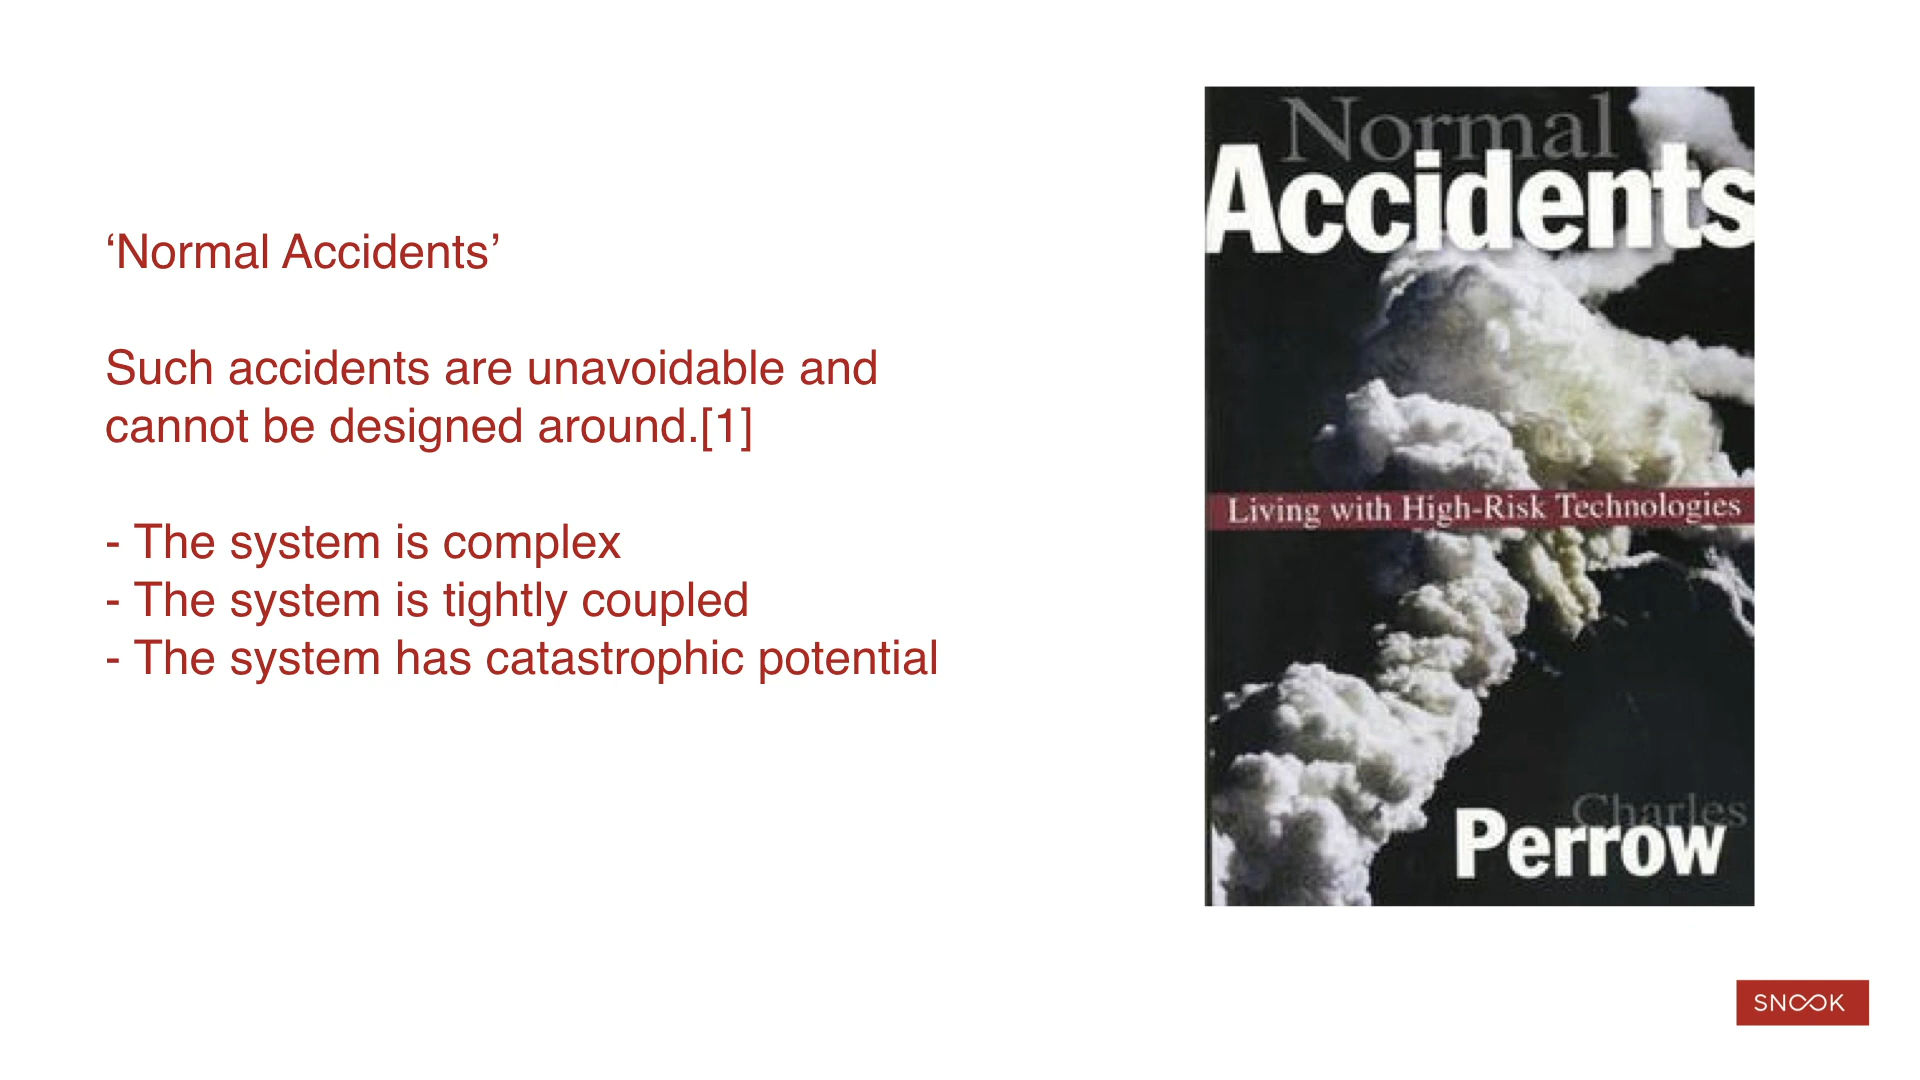 ‘Normal Accidents’
Such accidents are unavoidable and
cannot be designed around.[1]
- The system is complex
- The system is tightly coupled
- The system has catastrophic potential
Normal
Accidents
Living with High-Risk Technologies
Charles
Perrow
SNOOK